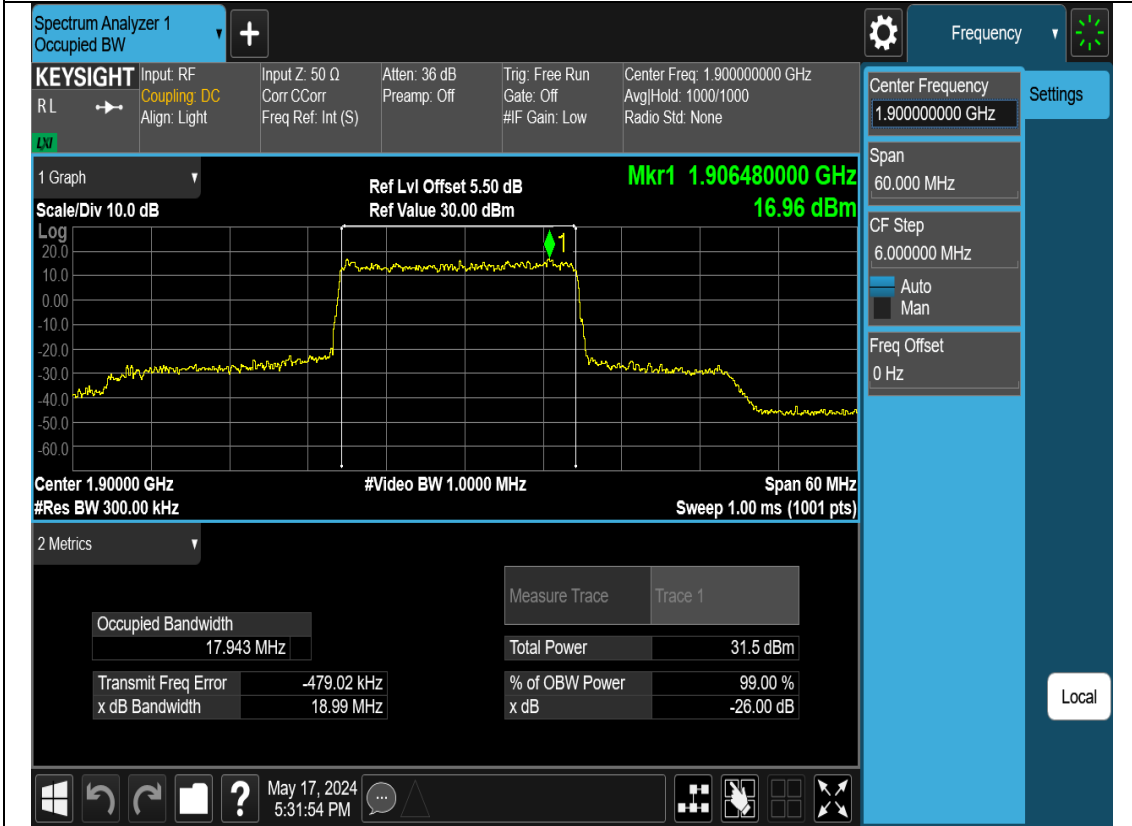 Spectrum Analyzer 1
Occupied BW
+
Frequency
KEYSIGHT
R L
LXI
Input: RF
Coupling: DC
Align: Light
Input Z: 50 Ω
Corr CCorr
Freq Ref: Int (S)
Atten: 36 dB
Preamp: Off
Trig: Free Run
Gate: Off
#IF Gain: Low
Center Freq: 1.900000000 GHz
Avg|Hold: 1000/1000
Radio Std: None
Center Frequency
1.900000000 GHz
Settings
Span
60.000 MHz
CF Step
6.000000 MHz
Auto
Man
Freq Offset
0 Hz
Local
1 Graph
Scale/Div 10.0 dB
Ref Lvl Offset 5.50 dB
Ref Value 30.00 dBm
Mkr1 1.906480000 GHz
16.96 dBm
Log
20.0
10.0
0.00
-10.0
-20.0
-30.0
-40.0
-50.0
-60.0
1
Center 1.90000 GHz
#Video BW 1.0000 MHz
Span 60 MHz
#Res BW 300.00 kHz
Sweep 1.00 ms (1001 pts)
2 Metrics
Measure Trace Trace 1
Occupied Bandwidth
17.943 MHz
Total Power 31.5 dBm
Transmit Freq Error -479.02 kHz
% of OBW Power 99.00 %
x dB Bandwidth 18.99 MHz
x dB -26.00 dB
?
May 17, 2024
5:31:54 PM